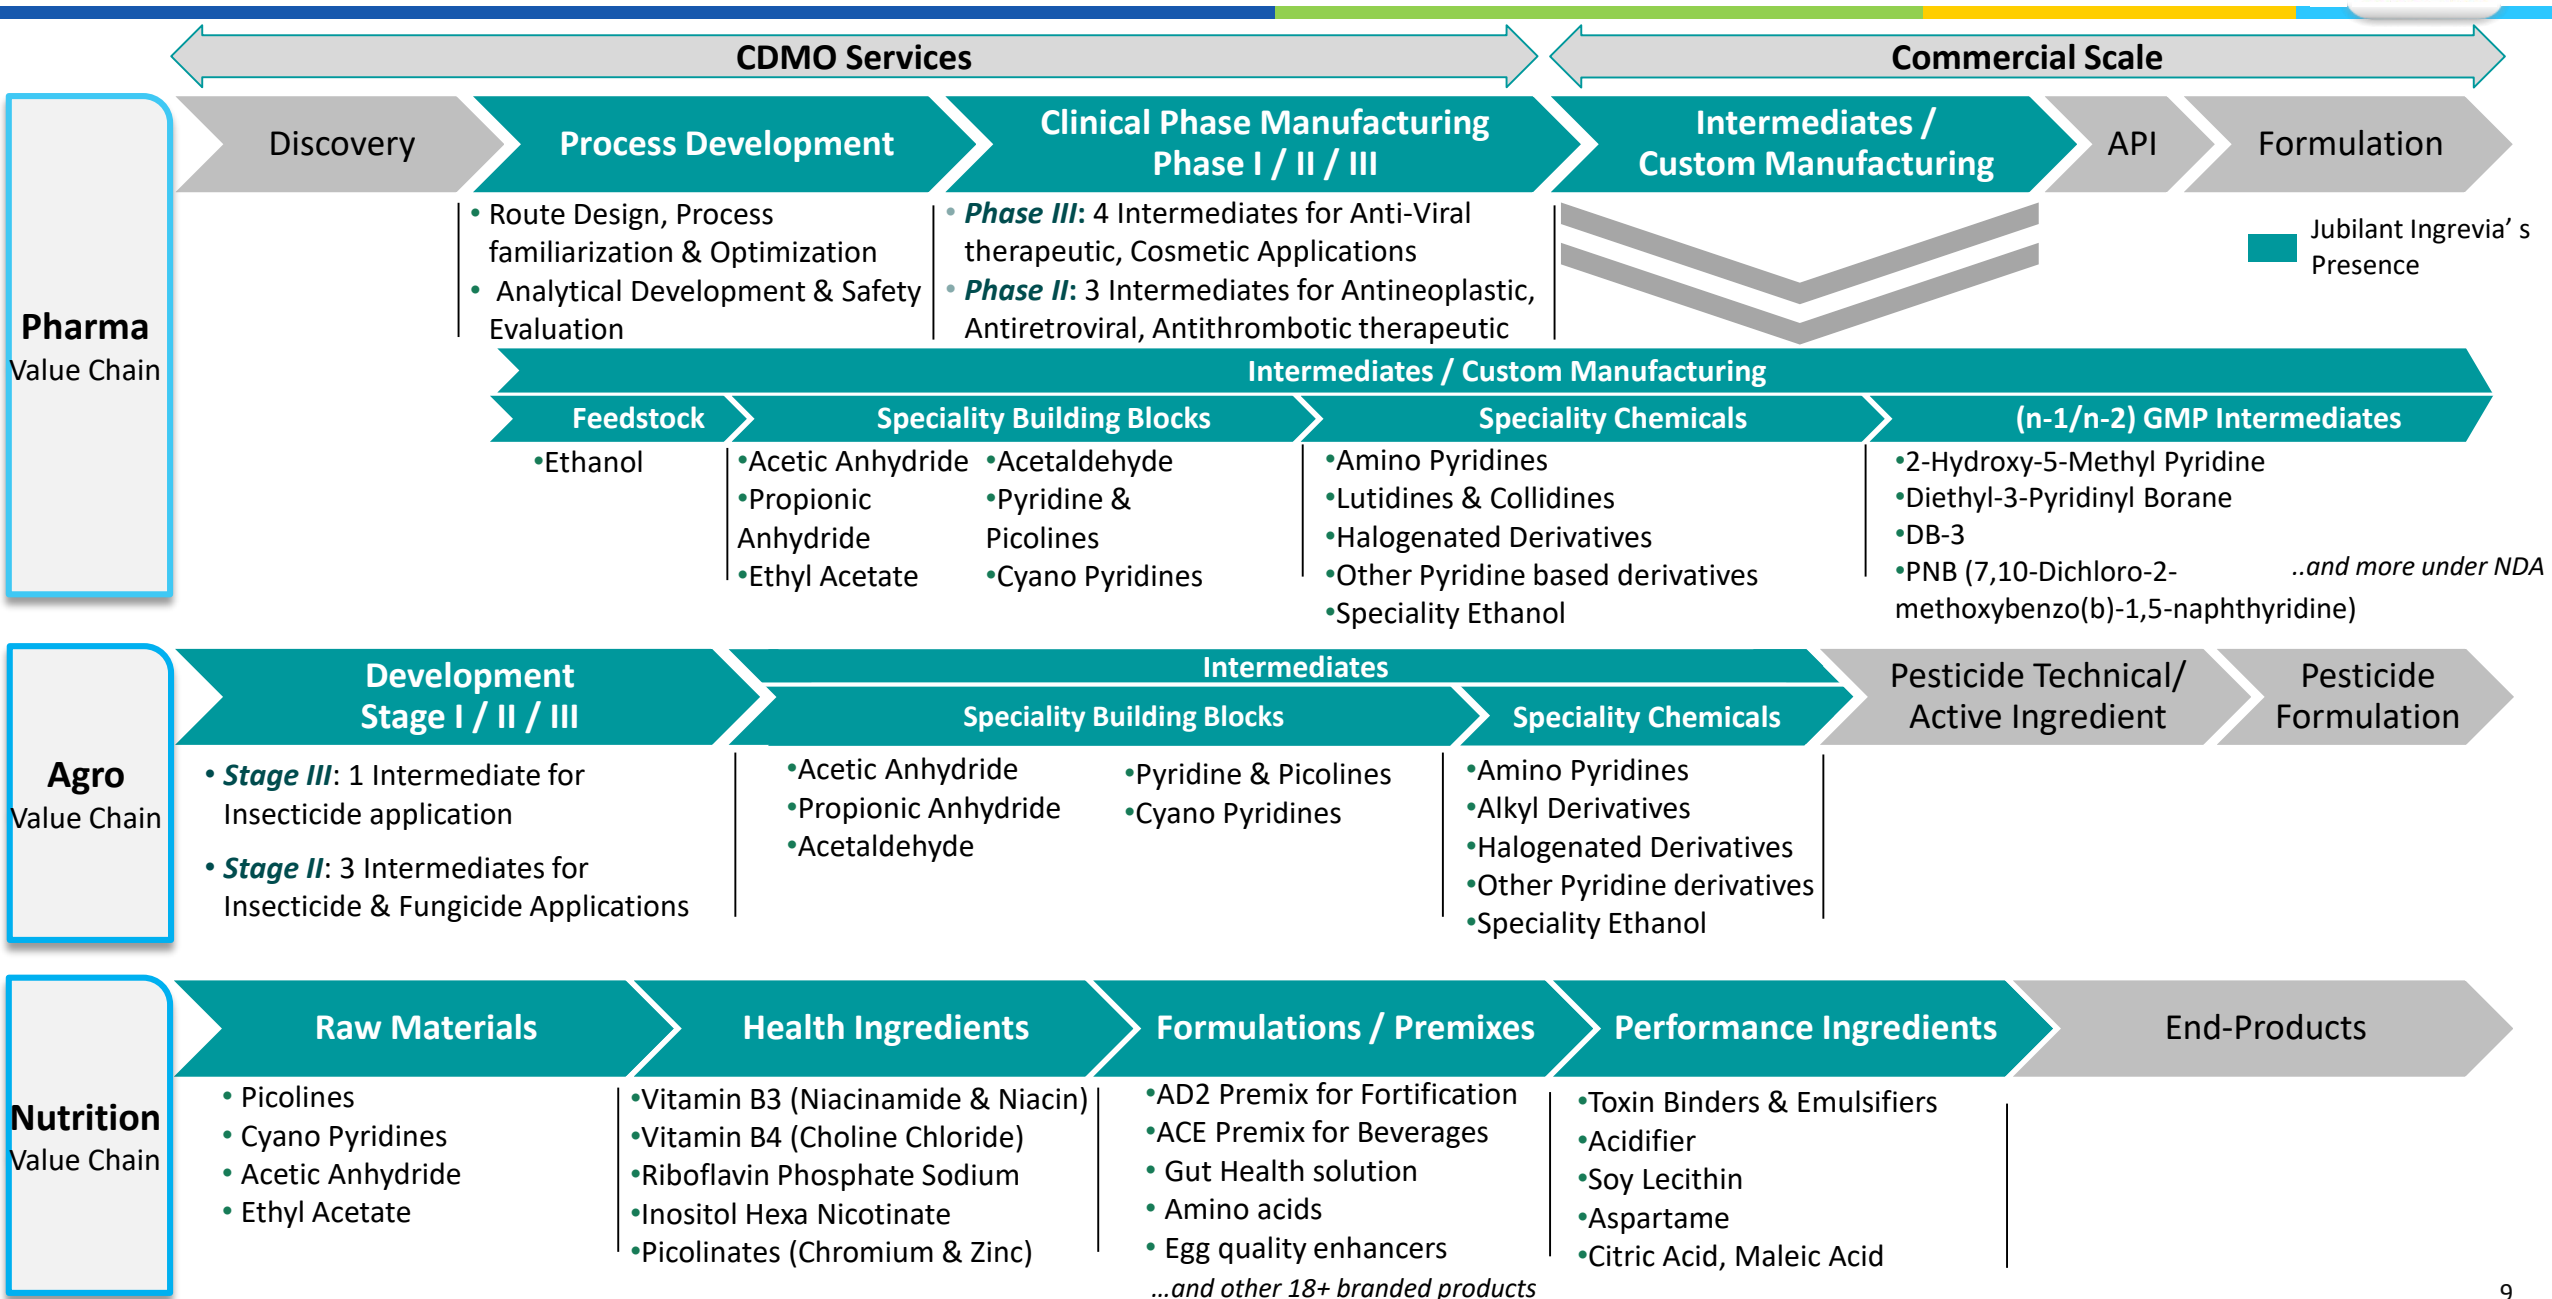 CDMO Services
Commercial Scale
Pharma
Value Chain
Discovery
Process Development
Clinical Phase Manufacturing
Phase I / II / III
Intermediates /
Custom Manufacturing
API
Formulation
• Route Design, Process
familiarization & Optimization
• Analytical Development & Safety
Evaluation
• Phase III: 4 Intermediates for Anti-Viral
therapeutic, Cosmetic Applications
• Phase II: 3 Intermediates for Antineoplastic,
Antiretroviral, Antithrombotic therapeutic
Jubilant Ingrevia' s
Presence
Intermediates / Custom Manufacturing
Feedstock
Speciality Building Blocks
Speciality Chemicals
(n-1/n-2) GMP Intermediates
•Ethanol
•Acetic Anhydride
•Propionic
Anhydride
•Ethyl Acetate
•Acetaldehyde
•Pyridine &
Picolines
•Cyano Pyridines
•Amino Pyridines
•Lutidines & Collidines
•Halogenated Derivatives
•Other Pyridine based derivatives
•Speciality Ethanol
•2-Hydroxy-5-Methyl Pyridine
•Diethyl-3-Pyridinyl Borane
•DB-3
•PNB (7,10-Dichloro-2-
methoxybenzo(b)-1,5-naphthyridine)
..and more under NDA
Agro
Value Chain
Development
Stage I / II / III
Intermediates
Speciality Building Blocks
Speciality Chemicals
Pesticide Technical/
Active Ingredient
Pesticide
Formulation
• Stage III: 1 Intermediate for
Insecticide application
• Stage II: 3 Intermediates for
Insecticide & Fungicide Applications
•Acetic Anhydride
•Propionic Anhydride
•Acetaldehyde
•Pyridine & Picolines
•Cyano Pyridines
•Amino Pyridines
•Alkyl Derivatives
•Halogenated Derivatives
•Other Pyridine derivatives
•Speciality Ethanol
Nutrition
Value Chain
Raw Materials
Health Ingredients
Formulations / Premixes
Performance Ingredients
End-Products
• Picolines
• Cyano Pyridines
• Acetic Anhydride
• Ethyl Acetate
•Vitamin B3 (Niacinamide & Niacin)
•Vitamin B4 (Choline Chloride)
•Riboflavin Phosphate Sodium
•Inositol Hexa Nicotinate
•Picolinates (Chromium & Zinc)
•AD2 Premix for Fortification
•ACE Premix for Beverages
• Gut Health solution
• Amino acids
• Egg quality enhancers
...and other 18+ branded products
•Toxin Binders & Emulsifiers
•Acidifier
•Soy Lecithin
•Aspartame
•Citric Acid, Maleic Acid
9